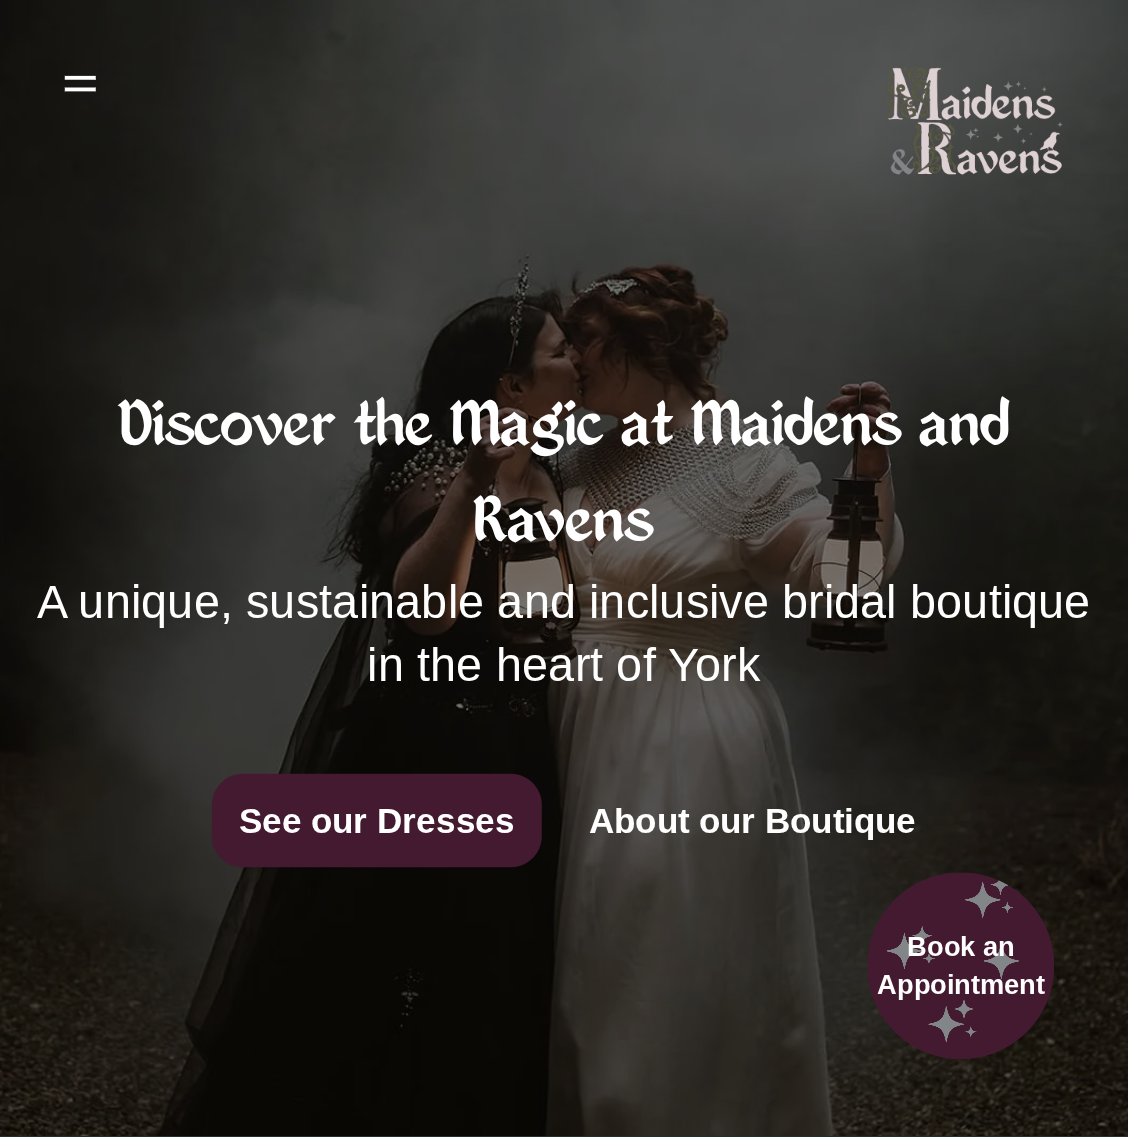 Maidens
& Ravens
Discover the Magic at Maidens and
Ravens
A unique, sustainable and inclusive bridal boutique
in the heart of York
See our Dresses
About our Boutique
Book an
Appointment